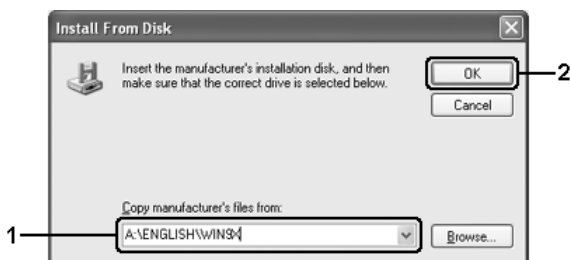 Install From Disk
Insert the manufacturer's installation disk, and then
make sure that the correct drive is selected below.
OK
2
Cancel
Copy manufacturer's files from:
1
A:\ENGLISH\WIN9X
Browse...